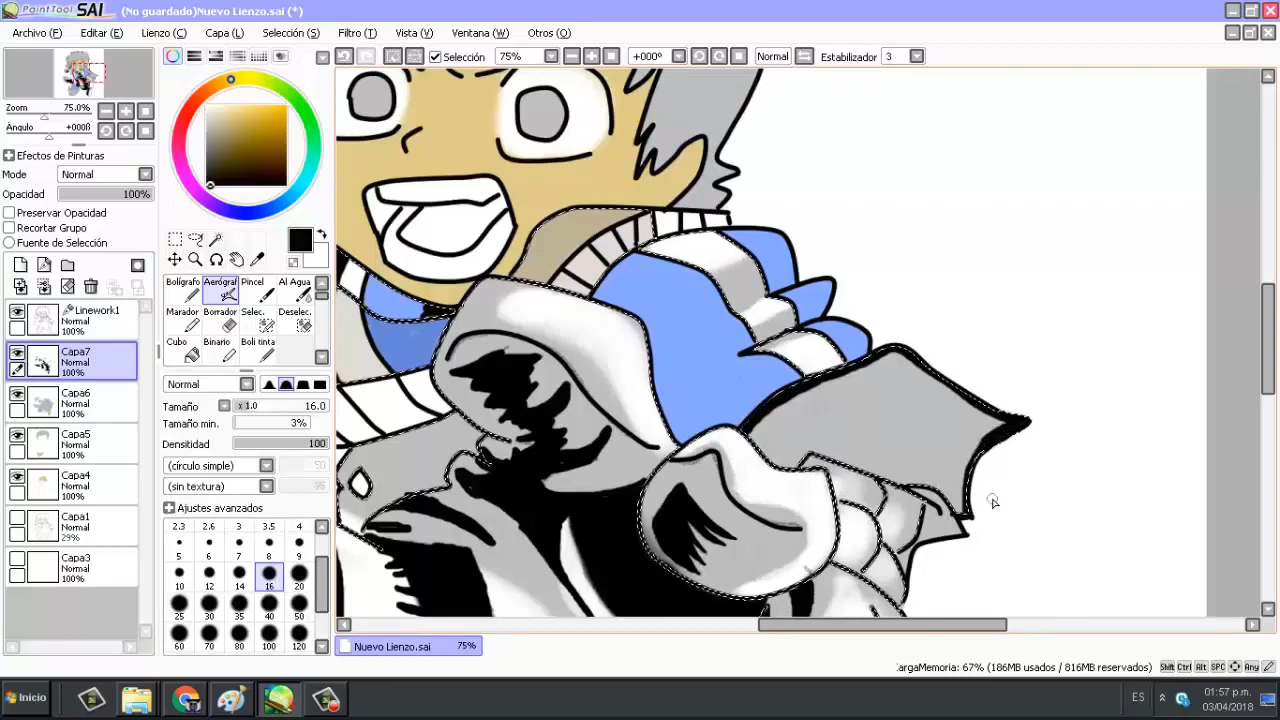 PaintTool SAI (No guardado)Nuevo Lienzo.sai (*)
Archivo (F) Editar (E) Lienzo (C) Capa (L) Selección (S) Filtro (T) Vista (V) Ventana (W) Otros (O)
Selección 75% +000° Normal Estabilizador 3
Zoom 75.0%
Ángulo +000ß
Efectos de Pinturas
Modo Normal
Opacidad 100%
Preservar Opacidad
Recortar Grupo
Fuente de Selección
Linework1
Normal
100%
Capa7
Normal
100%
Capa6
Normal
100%
Capa5
Normal
100%
Capa4
Normal
100%
Capa1
Normal
29%
Capa3
Normal
100%
Bolígrafo Aerógraf Pincel Al Agua
Marador Borrador Selec. Deselec.
Cubo Binario Boli tinta
Normal
Tamaño x 1.0 16.0
Tamaño min. 3%
Densitidad 100
(círculo simple) 50
(sin textura) 95
Ajustes avanzados
2.3 2.6 3 3.5 4
5 6 7 8 9
10 12 14 16 20
25 30 35 40 50
60 70 80 100 120
Nuevo Lienzo.sai 75%
:argaMemoria: 67% (186MB usados / 816MB reservados) Shift Ctrl Alt SPC Any
Inicio
ES
01:57 p.m.
03/04/2018